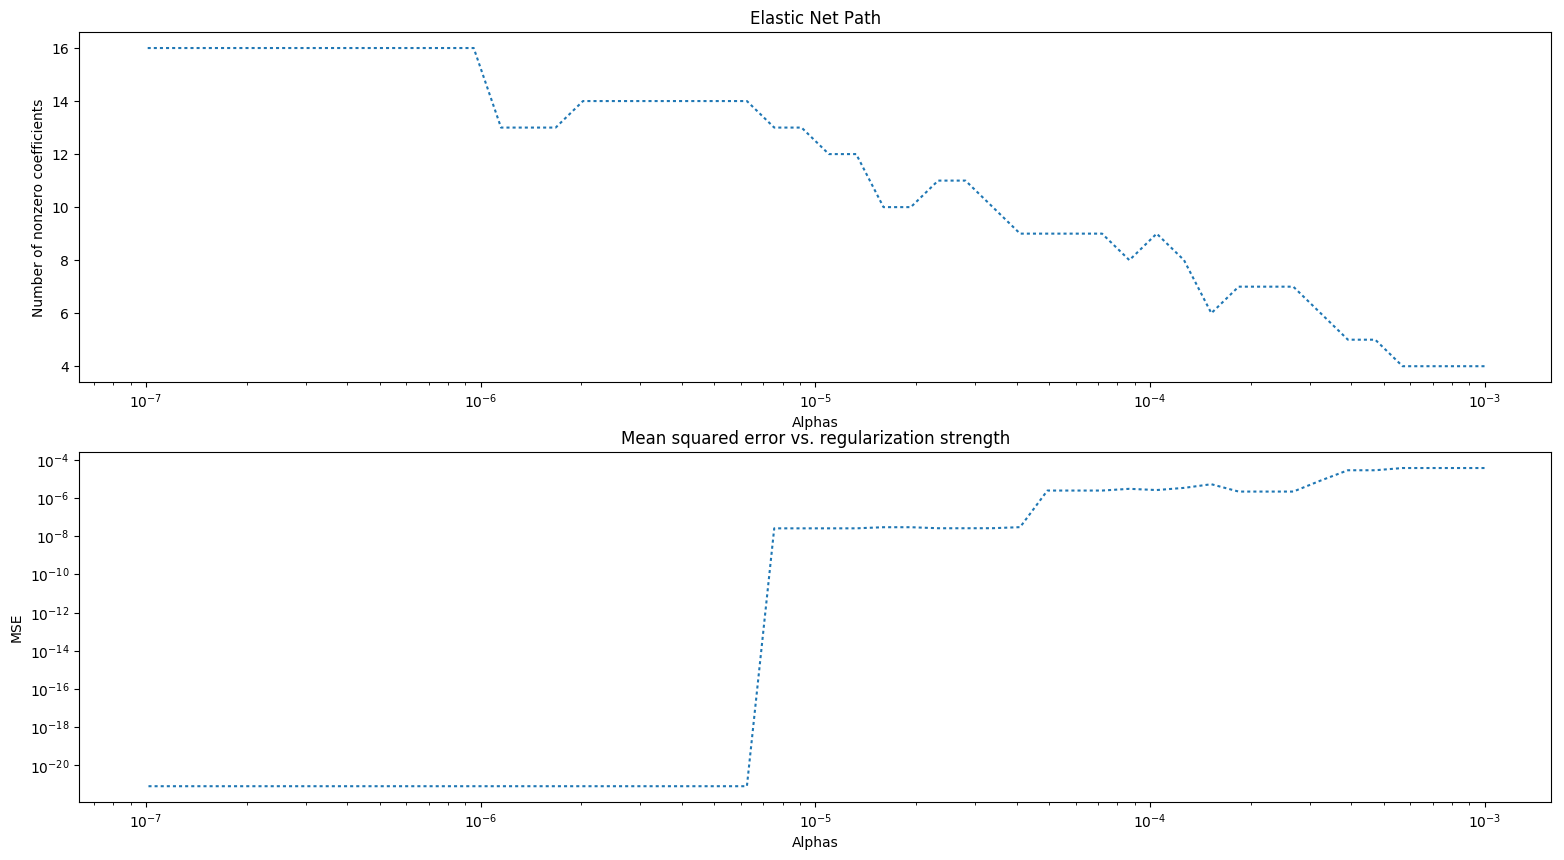 Elastic Net Path
Number of nonzero coefficients
16
14
12
10
8
6
4
10⁻⁷ 10⁻⁶ 10⁻⁵ 10⁻⁴ 10⁻³
Alphas
Mean squared error vs. regularization strength
MSE
10⁻⁴
10⁻⁶
10⁻⁸
10⁻¹⁰
10⁻¹²
10⁻¹⁴
10⁻¹⁶
10⁻¹⁸
10⁻²⁰
10⁻⁷ 10⁻⁶ 10⁻⁵ 10⁻⁴ 10⁻³
Alphas